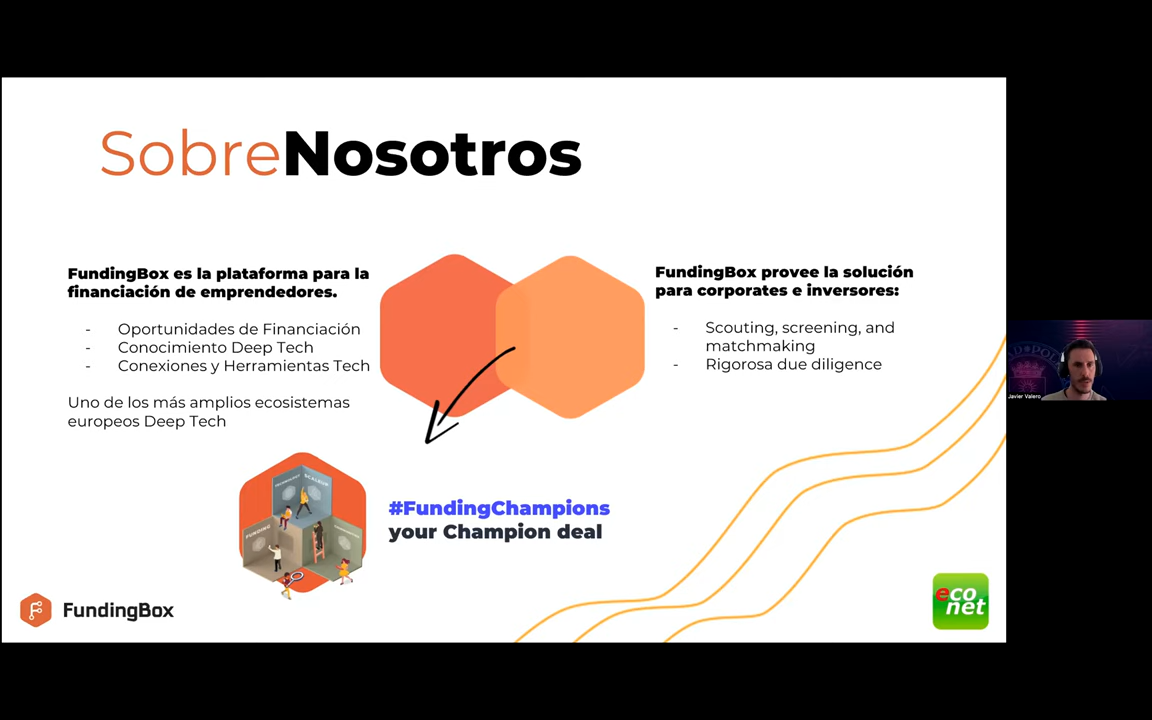 SobreNosotros
FundingBox es la plataforma para la
financiación de emprendedores.
- Oportunidades de Financiación
- Conocimiento Deep Tech
- Conexiones y Herramientas Tech
Uno de los más amplios ecosistemas
europeos Deep Tech
FundingBox provee la solución
para corporates e inversores:
- Scouting, screening, and
matchmaking
- Rigorosa due diligence
SCALEUP
FUNDING
#FundingChampions
your Champion deal
FundingBox
eco
net
Javier Valero